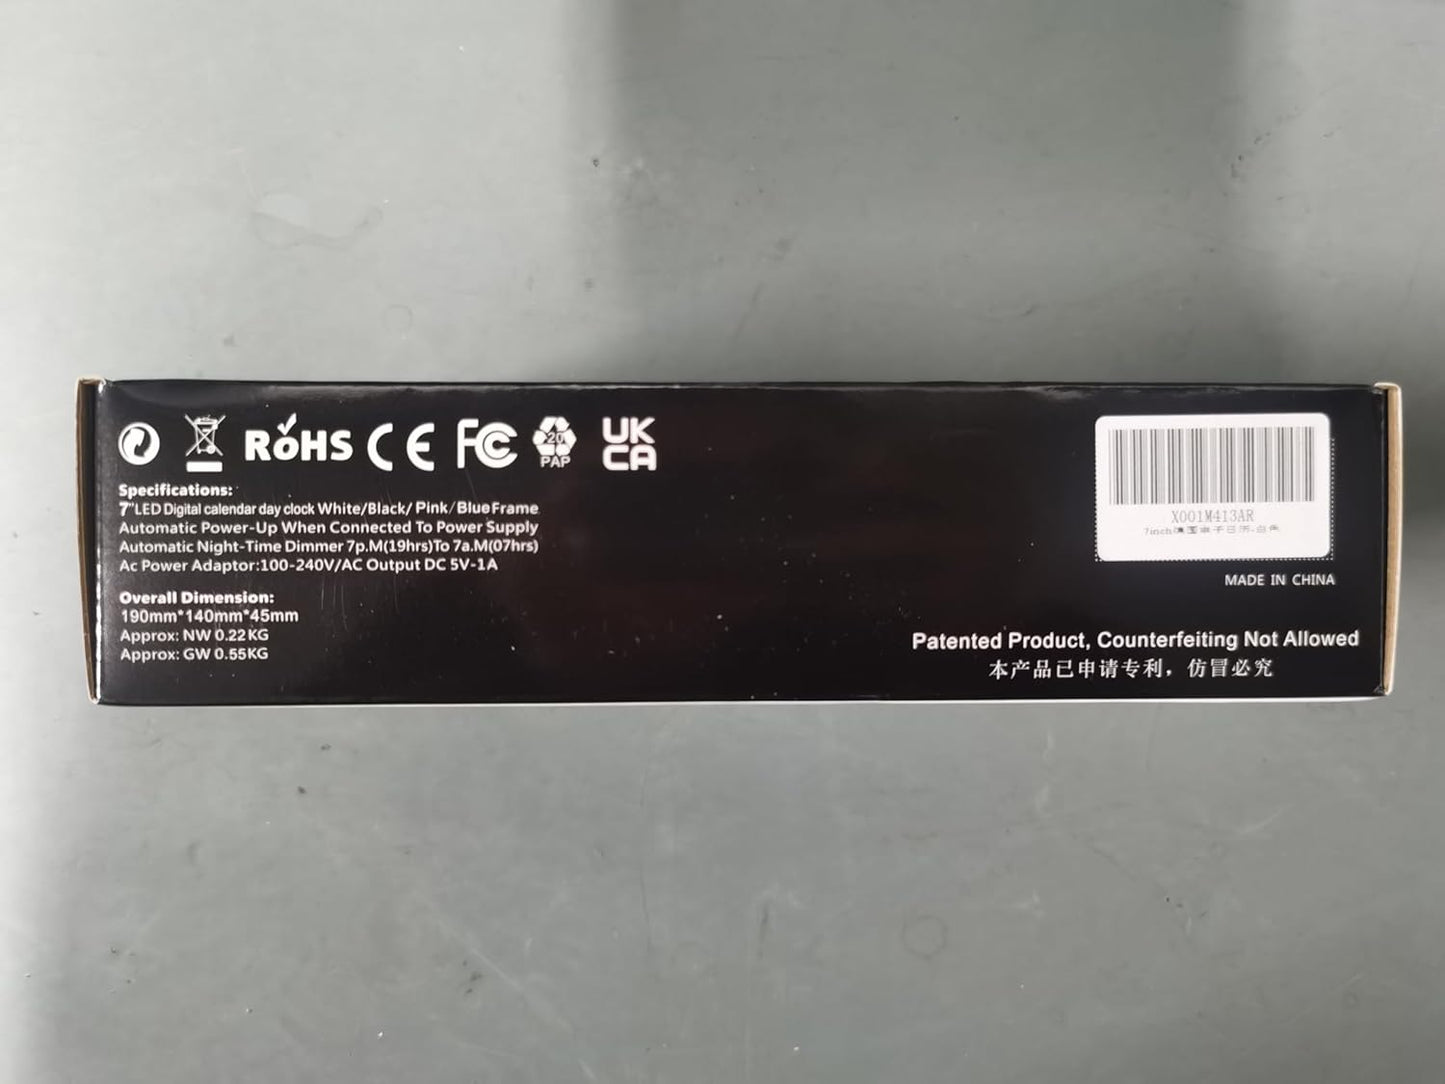 RoHS CE FC 20 PAP UK CA
Specifications:
7"LED Digital calendar day clock White/Black/ Pink/Blue Frame
Automatic Power-Up When Connected To Power Supply
Automatic Night-Time Dimmer 7p.M(19hrs)To 7a.M(07hrs)
Ac Power Adaptor:100-240V/AC Output DC 5V-1A
Overall Dimension:
190mm*140mm*45mm
Approx: NW 0.22KG
Approx: GW 0.55KG
X001M4I3AR
7inch
MADE IN CHINA
Patented Product, Counterfeiting Not Allowed
本产品已申请专利，仿冒必究